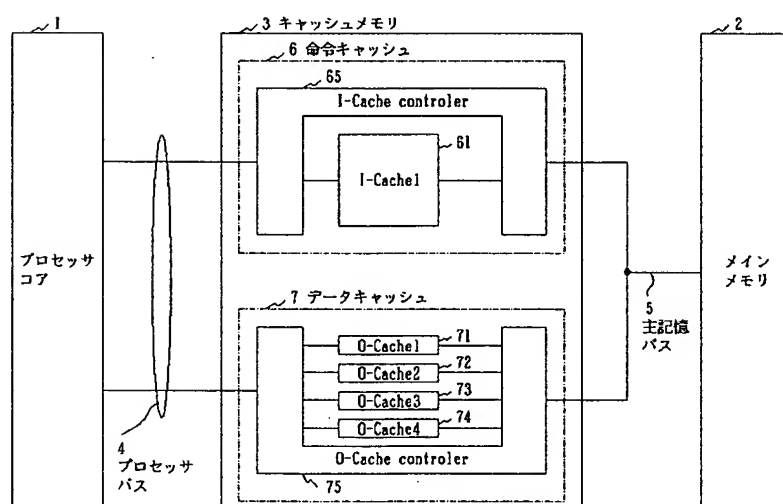 1
3 キャッシュメモリ
2
6 命令キャッシュ
65
I-Cache controler
61
I-Cache1
プロセッサ
コア
メイン
メモリ
5
主記憶
バス
7 データキャッシュ
71
O-Cache1
72
O-Cache2
73
O-Cache3
74
O-Cache4
O-Cache controler
75
4
プロセッサ
バス